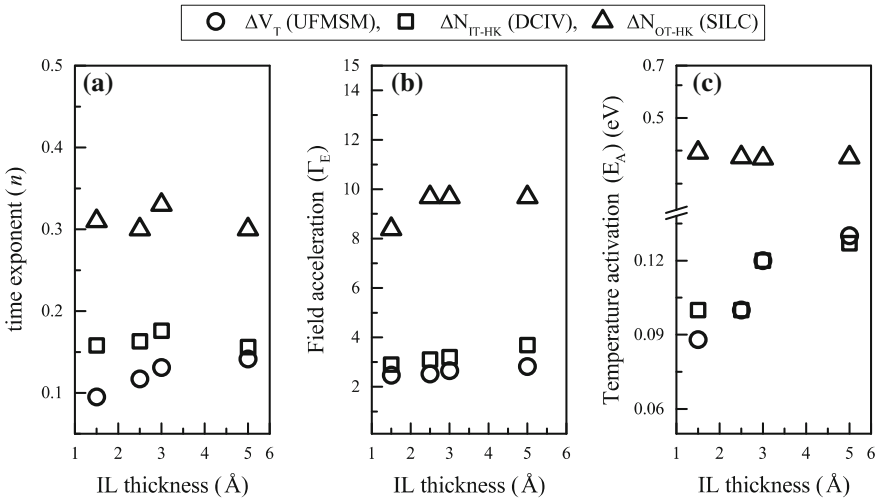 ΔV_T (UFMSM), ΔN_IT-HK (DCIV), ΔN_OT-HK (SILC)
(a)
time exponent (n)
0.5
0.4
0.3
0.2
0.1
1 2 3 4 5 6
IL thickness (Å)
(b)
Field acceleration (Γ_E)
15
14
12
10
8
6
4
2
1 2 3 4 5 6
IL thickness (Å)
(c)
Temperature activation (E_A) (eV)
0.7
0.5
0.12
0.09
0.06
1 2 3 4 5 6
IL thickness (Å)